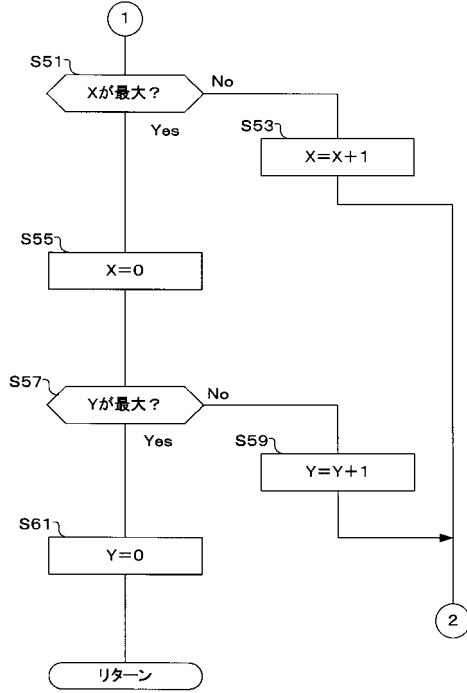 1
S51
Xが最大?
No
Yes
S53
X=X+1
S55
X=0
S57
Yが最大?
No
Yes
S59
Y=Y+1
S61
Y=0
2
リターン